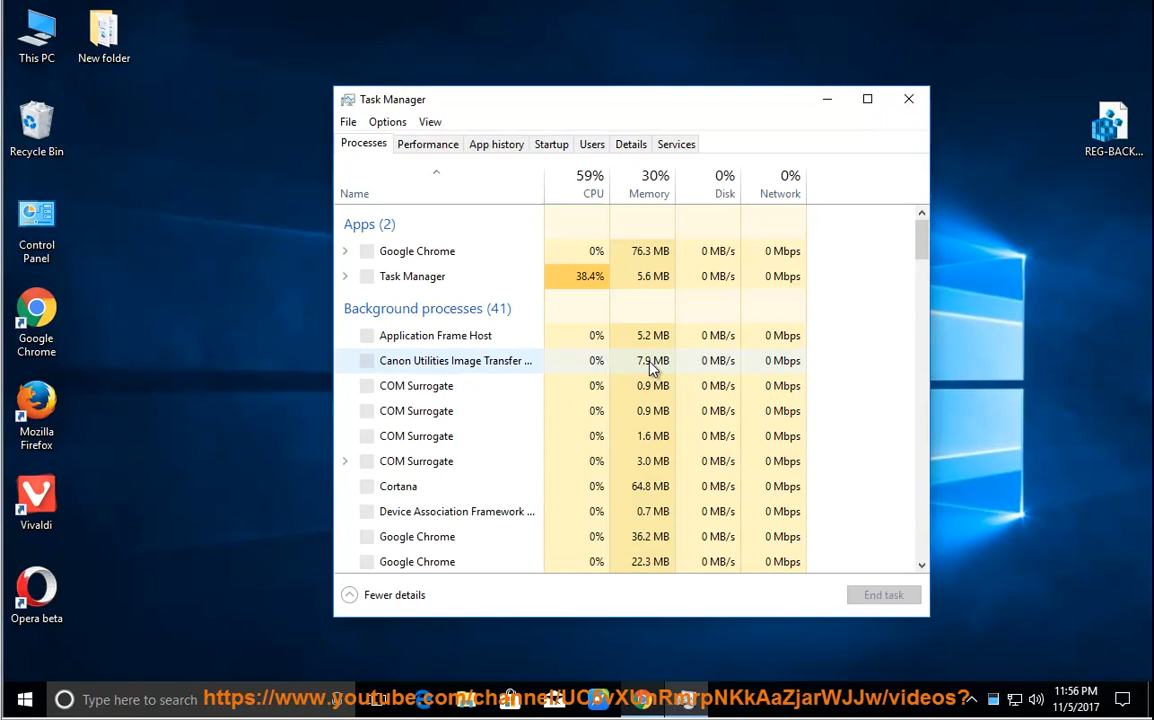 This PC
New folder
Recycle Bin
Control
Panel
Google
Chrome
Mozilla
Firefox
Vivaldi
Opera beta
REG-BACK...
Task Manager
File Options View
Processes Performance App history Startup Users Details Services
59% 30% 0% 0%
Name CPU Memory Disk Network
Apps (2)
Google Chrome 0% 76.3 MB 0 MB/s 0 Mbps
Task Manager 38.4% 5.6 MB 0 MB/s 0 Mbps
Background processes (41)
Application Frame Host 0% 5.2 MB 0 MB/s 0 Mbps
Canon Utilities Image Transfer ... 0% 7.9 MB 0 MB/s 0 Mbps
COM Surrogate 0% 0.9 MB 0 MB/s 0 Mbps
COM Surrogate 0% 0.9 MB 0 MB/s 0 Mbps
COM Surrogate 0% 1.6 MB 0 MB/s 0 Mbps
COM Surrogate 0% 3.0 MB 0 MB/s 0 Mbps
Cortana 0% 64.8 MB 0 MB/s 0 Mbps
Device Association Framework ... 0% 0.7 MB 0 MB/s 0 Mbps
Google Chrome 0% 36.2 MB 0 MB/s 0 Mbps
Google Chrome 0% 22.3 MB 0 MB/s 0 Mbps
Fewer details End task
Type here to search
11:56 PM
11/5/2017